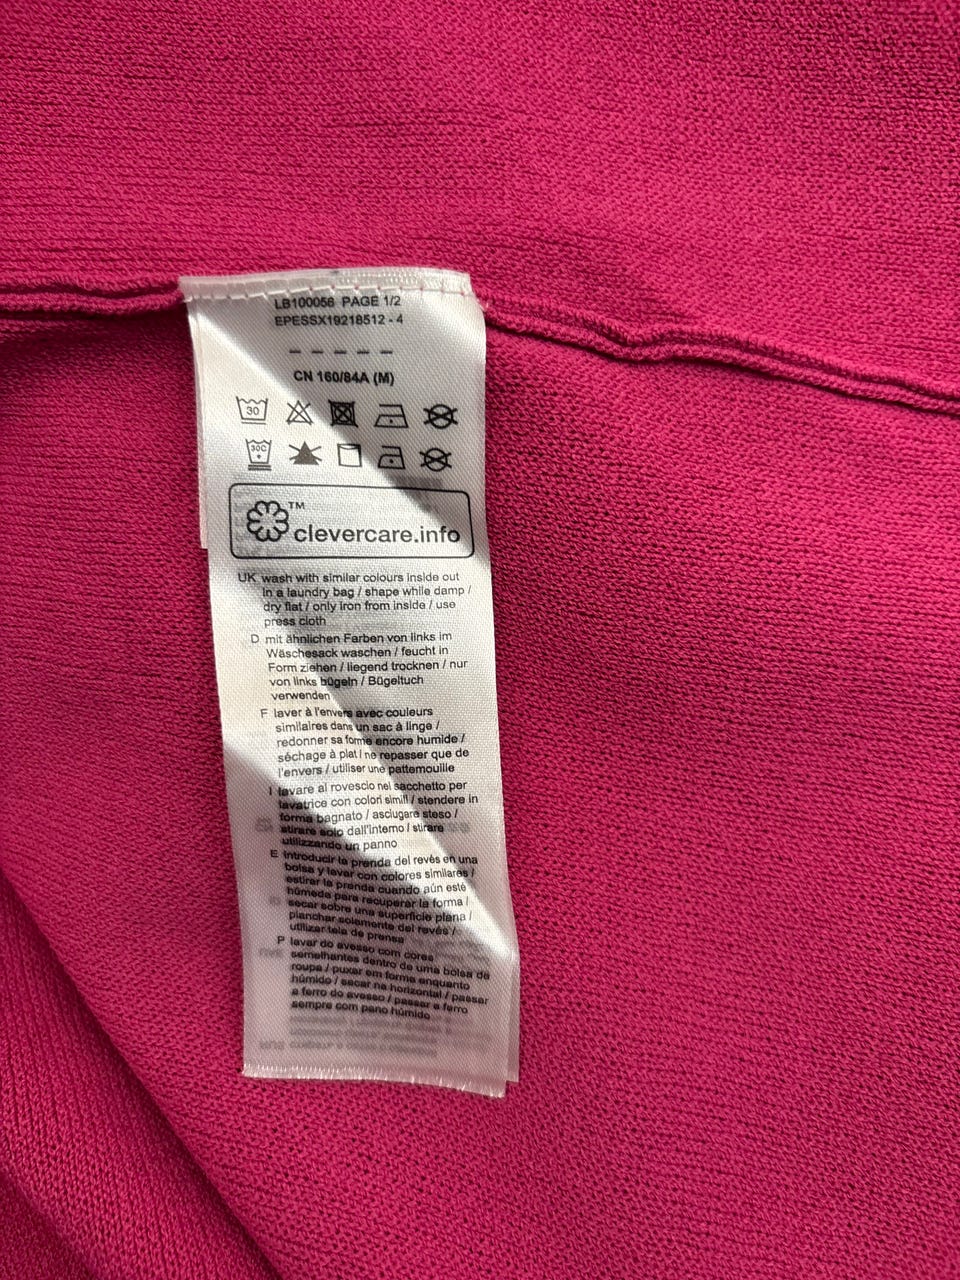 LB100056 PAGE 1/2
EPESSX19218512 - 4
– – – – –
CN 160/84A (M)
30
30C
TM
clevercare.info
UK wash with similar colours inside out
in a laundry bag / shape while damp /
dry flat / only iron from inside / use
press cloth
D mit ähnlichen Farben von links im
Wäschesack waschen / feucht in
Form ziehen / liegend trocknen / nur
von links bügeln / Bügeltuch
verwenden
F laver à l'envers avec couleurs
similaires dans un sac à linge /
redonner sa forme encore humide /
séchage à plat / ne repasser que de
l'envers / utiliser une pattemouille
I lavare al rovescio nel sacchetto per
lavatrice con colori simili / stendere in
forma bagnato / asciugare steso /
stirare solo dall'interno / stirare
utilizzando un panno
E introducir la prenda del revés en una
bolsa y lavar con colores similares /
estirar la prenda cuando aún esté
húmeda para recuperar la forma /
secar sobre una superficie plana /
planchar solamente del revés /
utilizar tela de prensa
P lavar do avesso com cores
semelhantes dentro de uma bolsa de
roupa / puxar em forma enquanto
húmido / secar na horizontal / passar
a ferro do avesso / passar a ferro
sempre com pano húmido